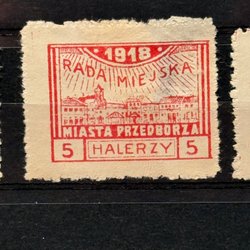 1918
RADA MIEJSKA
MIASTA PRZEDBORZA
5 HALERZY 5